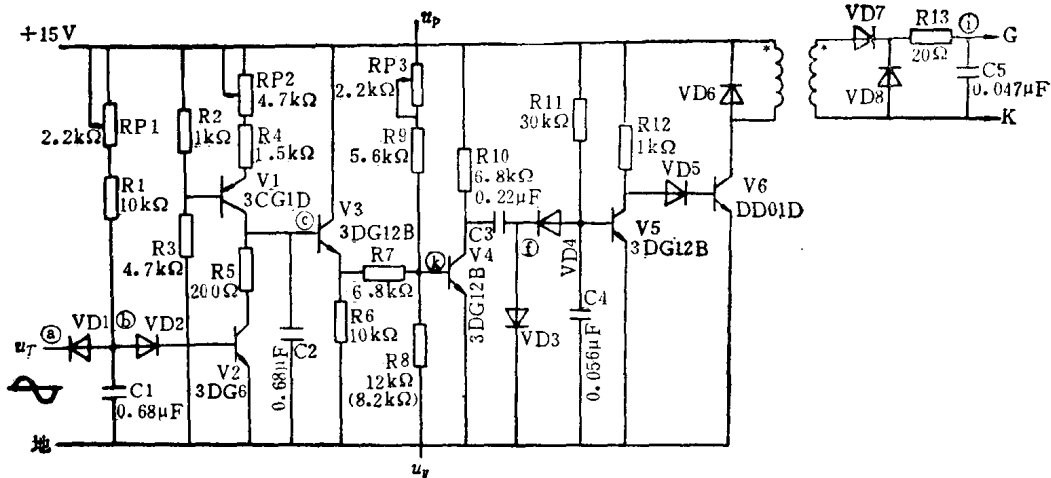 +15V
u_P
RP1
2.2kΩ
R1
10kΩ
R2
1kΩ
RP2
4.7kΩ
R4
1.5kΩ
V1
3CG1D
R3
4.7kΩ
R5
200Ω
V3
3DG12B
ⓒ
R7
6.8kΩ
R6
10kΩ
C2
0.68μF
V2
3DG6
u_T
ⓐ
VD1
ⓑ
VD2
C1
0.68μF
地
RP3
2.2kΩ
R9
5.6kΩ
ⓚ
R8
12kΩ
(8.2kΩ)
R10
6.8kΩ
0.22μF
C3
V4
3DG12B
ⓕ
VD4
VD3
R11
30kΩ
C4
0.056μF
R12
1kΩ
V5
3DG12B
VD5
VD6
V6
DD01D
*
*
VD7
VD8
R13
20Ω
ⓘ
G
C5
0.047μF
K